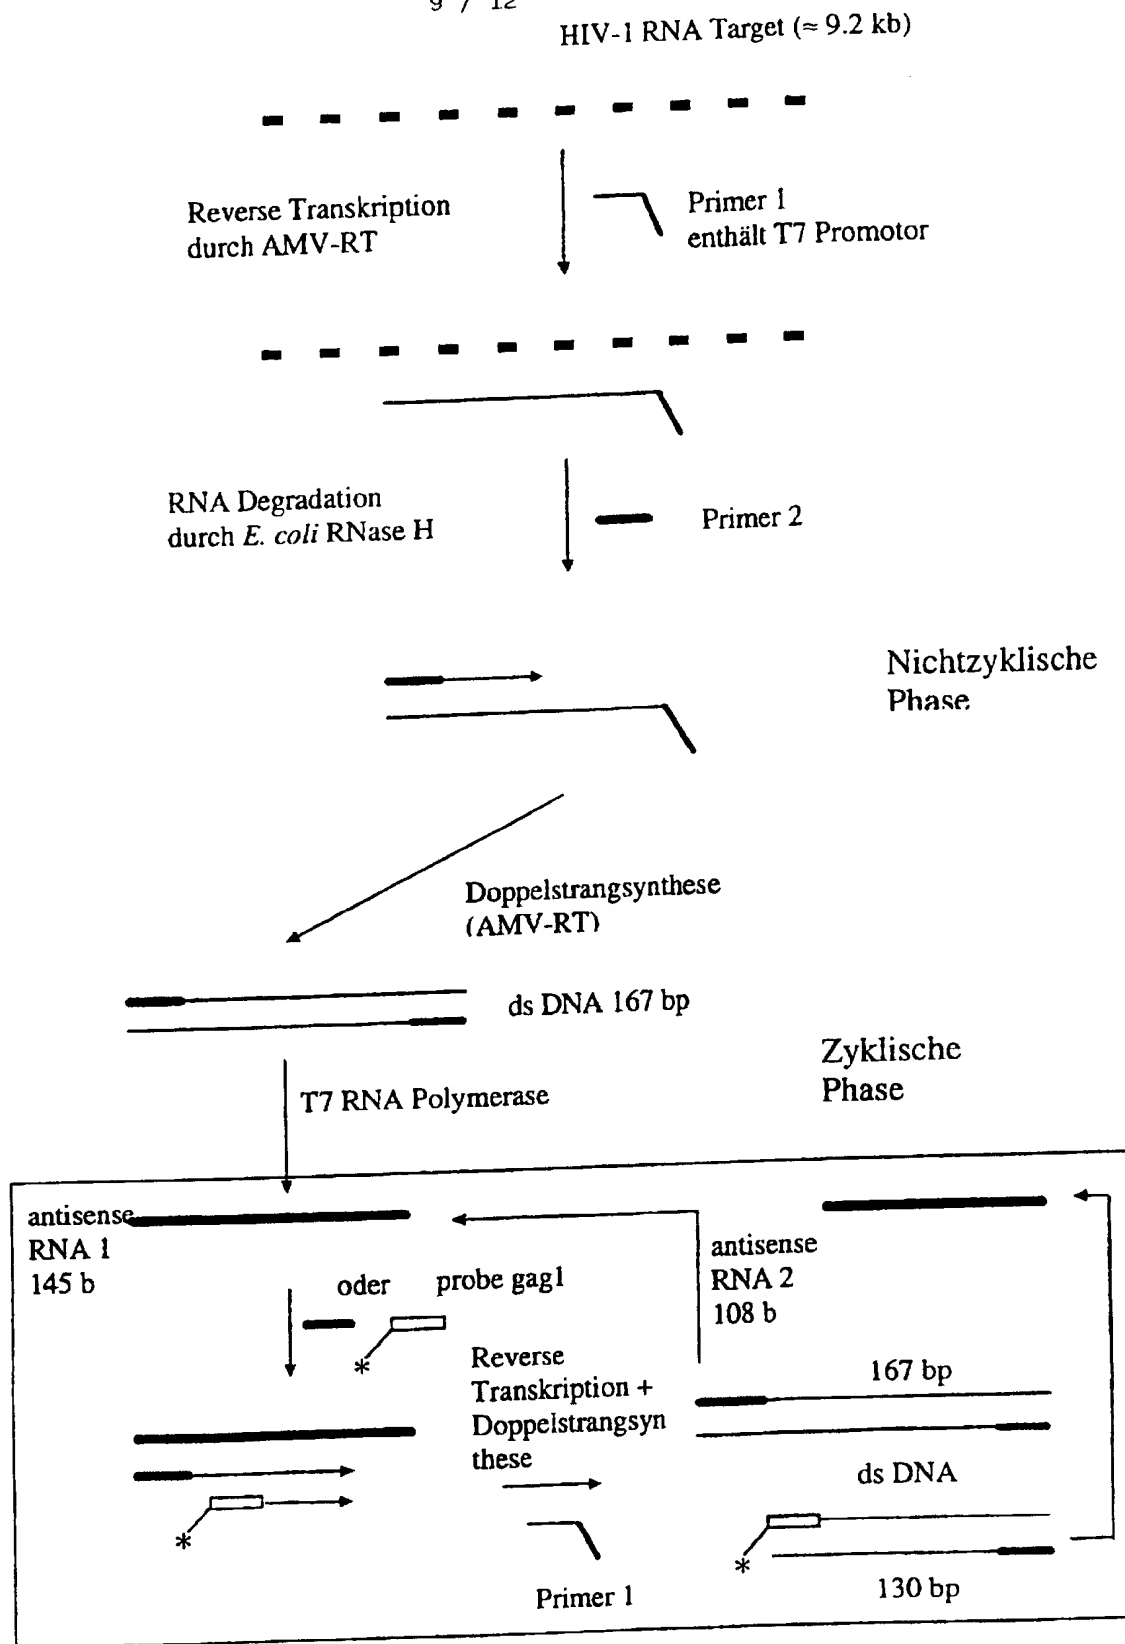 9 / 12
HIV-1 RNA Target (≈ 9.2 kb)
Reverse Transkription
durch AMV-RT
Primer 1
enthält T7 Promotor
RNA Degradation
durch E. coli RNase H
Primer 2
Nichtzyklische
Phase
Doppelstrangsynthese
(AMV-RT)
ds DNA 167 bp
Zyklische
Phase
T7 RNA Polymerase
antisense
RNA 1
145 b
oder
probe gag1
antisense
RNA 2
108 b
*
Reverse
Transkription +
Doppelstrangsyn
these
167 bp
ds DNA
*
*
130 bp
Primer 1